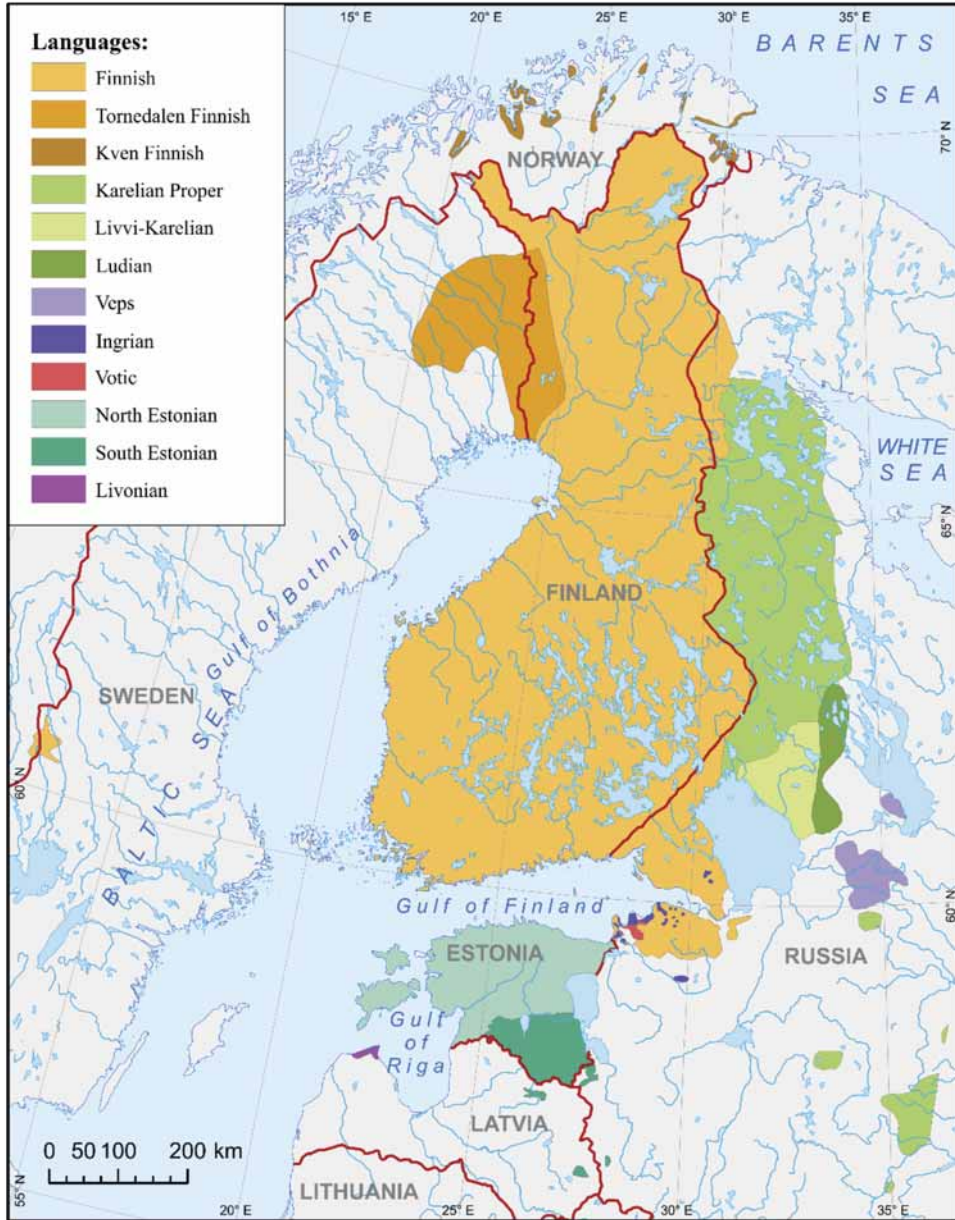 15° E
20° E
25° E
30° E
35° E
Languages:
Finnish
Tornedalen Finnish
Kven Finnish
Karelian Proper
Livvi-Karelian
Ludian
Veps
Ingrian
Votic
North Estonian
South Estonian
Livonian
BARENTS
SEA
70° N
NORWAY
WHITE
SEA
65° N
Gulf of Bothnia
FINLAND
SWEDEN
BALTIC SEA
60° N
60° N
Gulf of Finland
ESTONIA
RUSSIA
Gulf
of
Riga
LATVIA
0 50 100 200 km
LITHUANIA
55° N
20° E
25° E
30° E
35° E